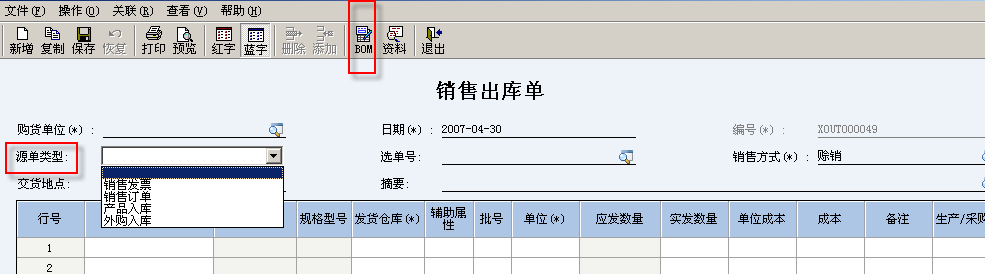 文件(F) 操作(O) 关联(R) 查看(V) 帮助(H)
新增 复制 保存 恢复 打印 预览 红字 蓝字 删除 添加 BOM 资料 退出
销售出库单
购货单位(*) : 日期(*) : 2007-04-30 编号(*) : XOUT000049
源单类型: 选单号: 销售方式(*) : 赊销
交货地点: 摘要:
销售发票
销售订单
产品入库
外购入库
行号 规格型号 发货仓库(*) 辅助属性 批号 单位(*) 应发数量 实发数量 单位成本 成本 备注 生产/采购
1
2